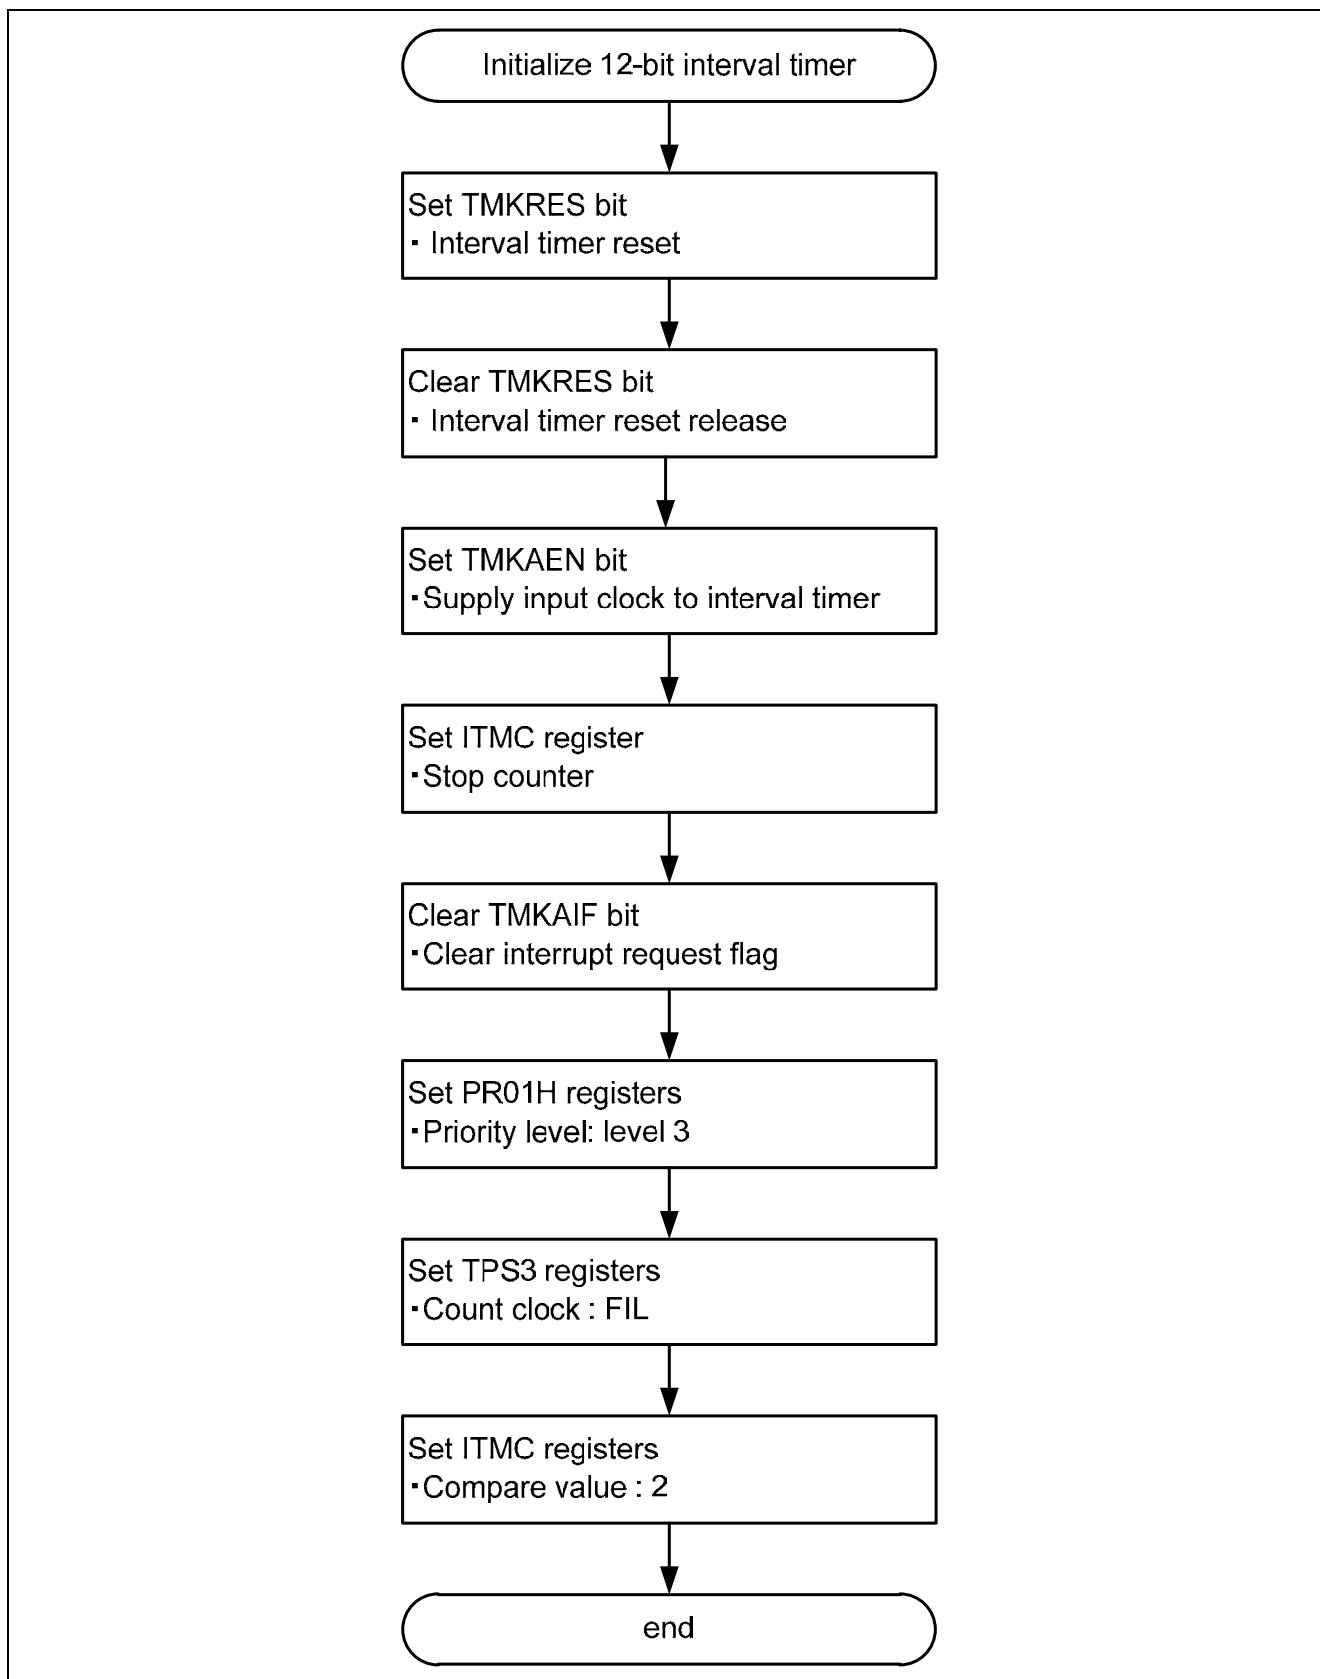 Initialize 12-bit interval timer
Set TMKRES bit
・ Interval timer reset
Clear TMKRES bit
・ Interval timer reset release
Set TMKAEN bit
・Supply input clock to interval timer
Set ITMC register
・Stop counter
Clear TMKAIF bit
・Clear interrupt request flag
Set PR01H registers
・Priority level: level 3
Set TPS3 registers
・Count clock : FIL
Set ITMC registers
・Compare value : 2
end